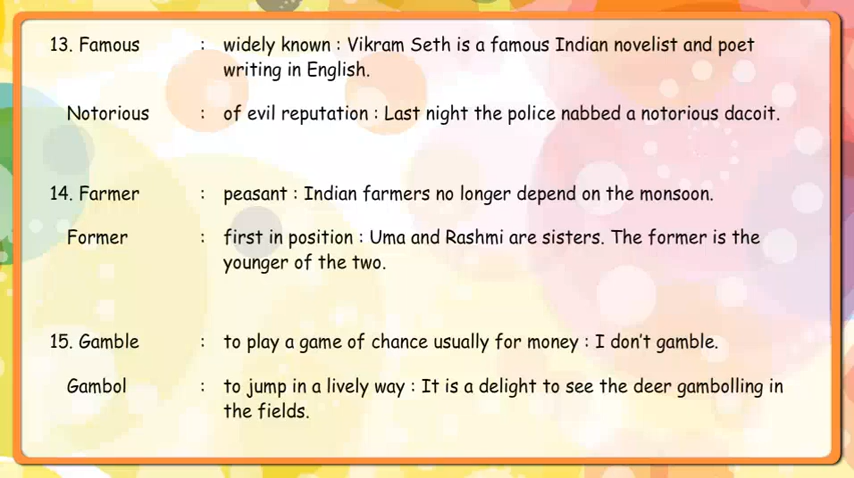 13. Famous : widely known : Vikram Seth is a famous Indian novelist and poet
writing in English.
Notorious : of evil reputation : Last night the police nabbed a notorious dacoit.
14. Farmer : peasant : Indian farmers no longer depend on the monsoon.
Former : first in position : Uma and Rashmi are sisters. The former is the
younger of the two.
15. Gamble : to play a game of chance usually for money : I don't gamble.
Gambol : to jump in a lively way : It is a delight to see the deer gambolling in
the fields.